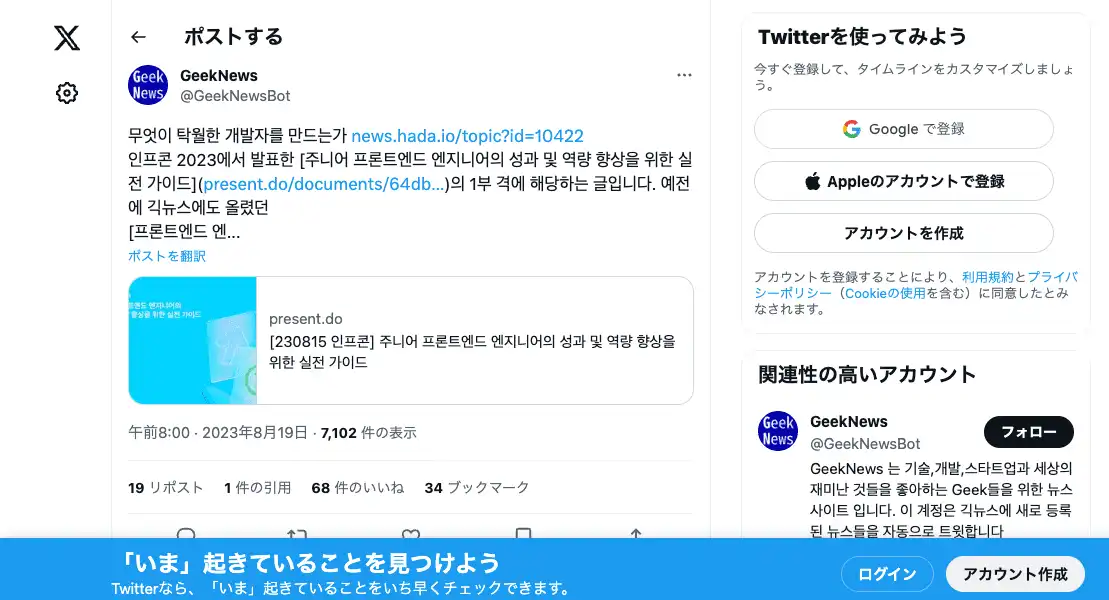 ポストする
Geek
News
GeekNews
@GeekNewsBot
무엇이 탁월한 개발자를 만드는가 news.hada.io/topic?id=10422
인프콘 2023에서 발표한 [주니어 프론트엔드 엔지니어의 성과 및 역량 향상을 위한 실
전 가이드](present.do/documents/64db…)의 1부 격에 해당하는 글입니다. 예전
에 긱뉴스에도 올렸던
[프론트엔드 엔...
ポストを翻訳
향상을 위한 실전 가이드
present.do
[230815 인프콘] 주니어 프론트엔드 엔지니어의 성과 및 역량 향상을
위한 실전 가이드
午前8:00 · 2023年8月19日 · 7,102 件の表示
19 リポスト 1 件の引用 68 件のいいね 34 ブックマーク
Twitterを使ってみよう
今すぐ登録して、タイムラインをカスタマイズしましょ
う。
Google で登録
Appleのアカウントで登録
アカウントを作成
アカウントを登録することにより、利用規約とプライバ
シーポリシー（Cookieの使用を含む）に同意したとみ
なされます。
関連性の高いアカウント
Geek
News
GeekNews
@GeekNewsBot
フォロー
GeekNews 는 기술,개발,스타트업과 세상의
재미난 것들을 좋아하는 Geek들을 위한 뉴스
사이트 입니다. 이 계정은 긱뉴스에 새로 등록
된 뉴스들을 자동으로 트윗합니다
「いま」起きていることを見つけよう
Twitterなら、「いま」起きていることをいち早くチェックできます。
ログイン
アカウント作成